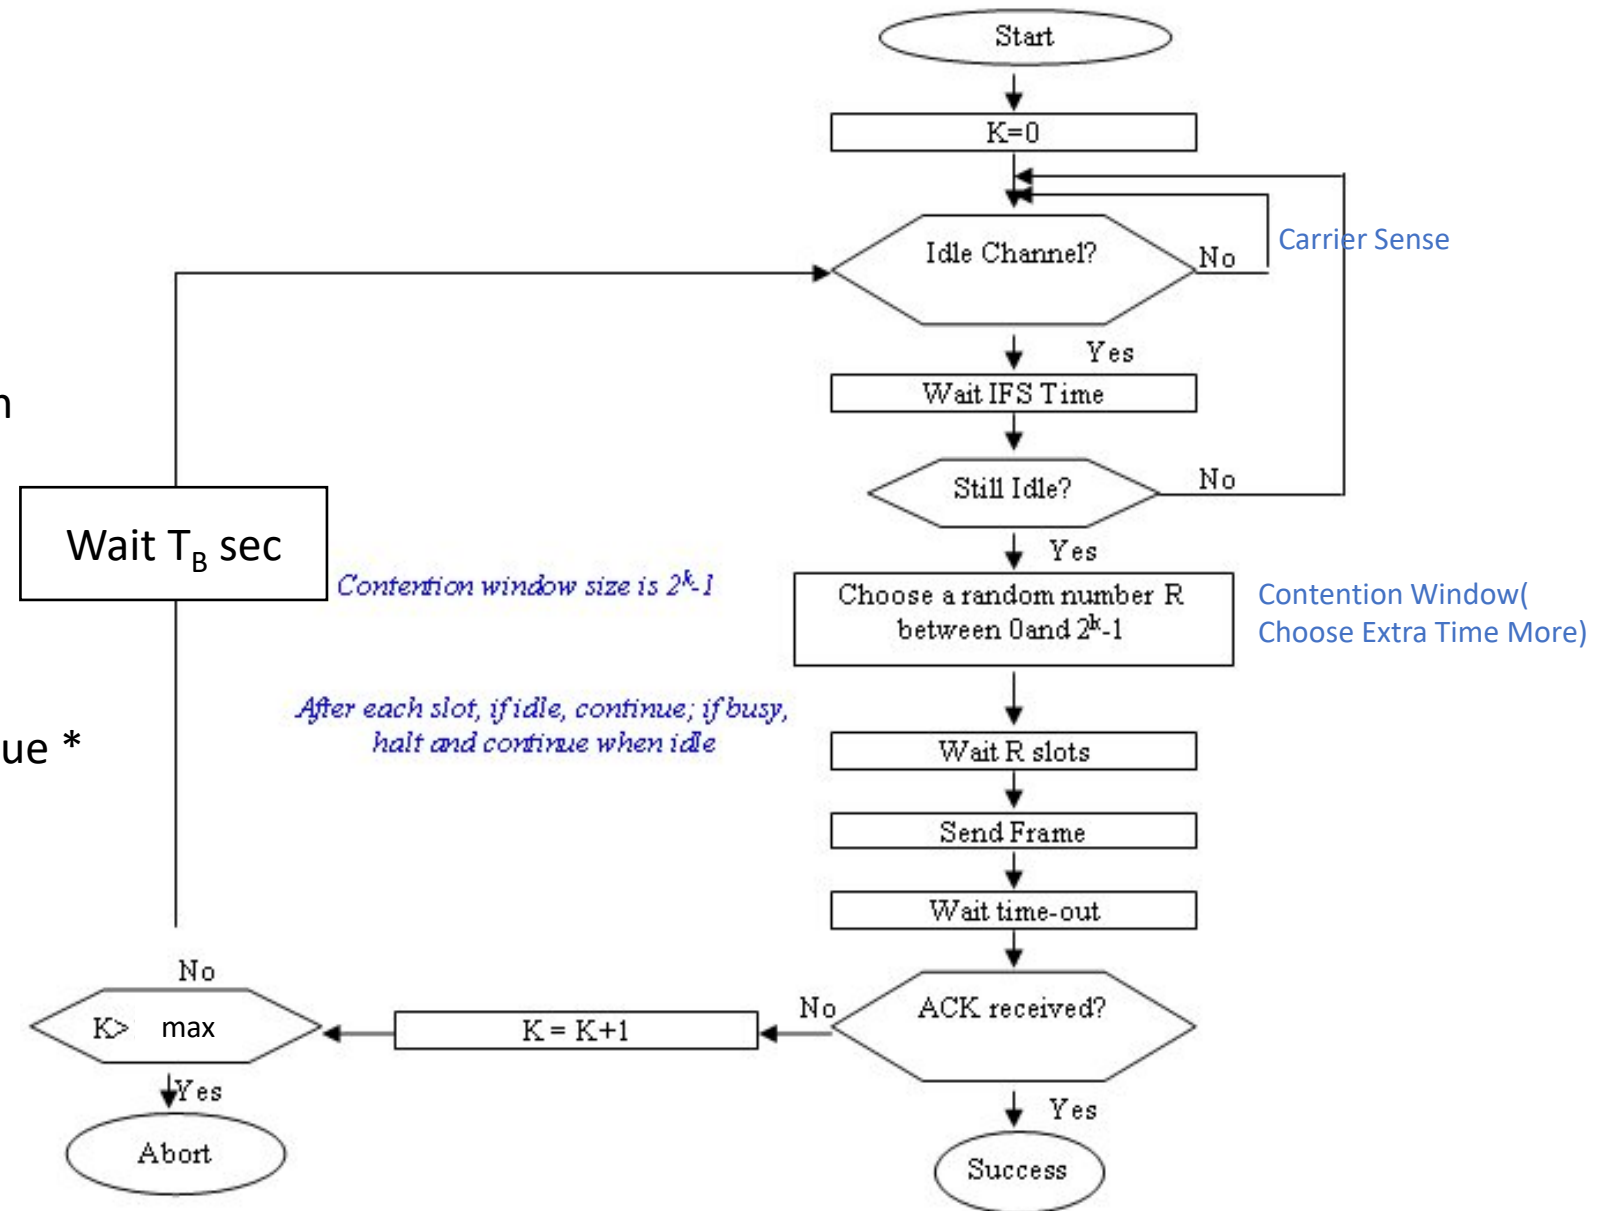 Start
K=0
Idle Channel?
No
Carrier Sense
Yes
Wait IFS Time
n
Still Idle?
No
Wait T_B sec
Yes
Contention window size is 2^k-1
Choose a random number R
between 0and 2^k-1
Contention Window(
Choose Extra Time More)
After each slot, if idle, continue; if busy,
halt and continue when idle
ue *
Wait R slots
Send Frame
Wait time-out
No
K> max
K = K+1
No
ACK received?
Yes
Abort
Yes
Success